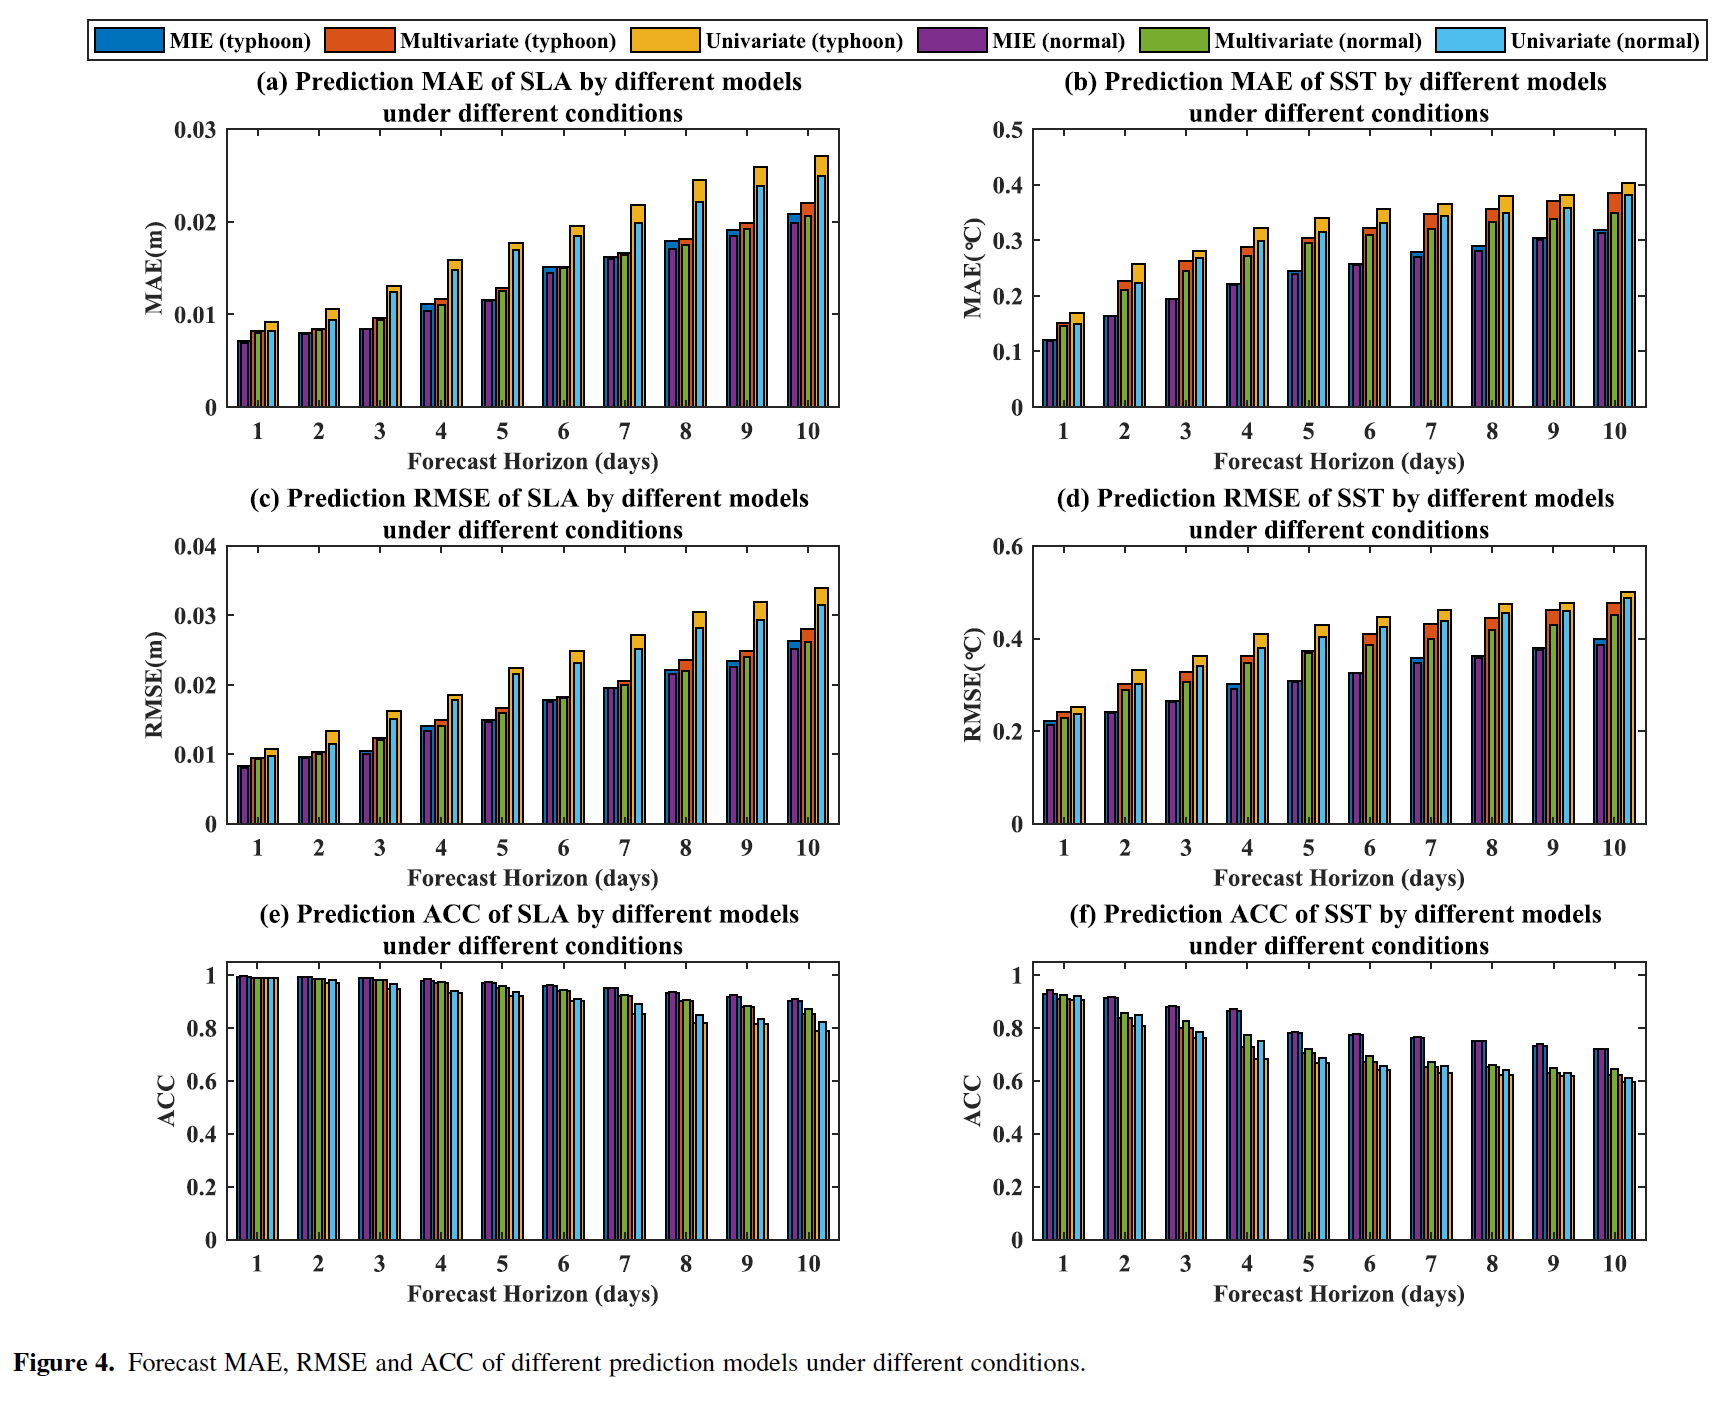 MIE (typhoon) Multivariate (typhoon) Univariate (typhoon) MIE (normal) Multivariate (normal) Univariate (normal)
(a) Prediction MAE of SLA by different models
under different conditions
0.03
0.02
0.01
0
MAE(m)
1 2 3 4 5 6 7 8 9 10
Forecast Horizon (days)
(b) Prediction MAE of SST by different models
under different conditions
0.5
0.4
0.3
0.2
0.1
0
MAE(°C)
1 2 3 4 5 6 7 8 9 10
Forecast Horizon (days)
(c) Prediction RMSE of SLA by different models
under different conditions
0.04
0.03
0.02
0.01
0
RMSE(m)
1 2 3 4 5 6 7 8 9 10
Forecast Horizon (days)
(d) Prediction RMSE of SST by different models
under different conditions
0.6
0.4
0.2
0
RMSE(°C)
1 2 3 4 5 6 7 8 9 10
Forecast Horizon (days)
(e) Prediction ACC of SLA by different models
under different conditions
1
0.8
0.6
0.4
0.2
0
ACC
1 2 3 4 5 6 7 8 9 10
Forecast Horizon (days)
(f) Prediction ACC of SST by different models
under different conditions
1
0.8
0.6
0.4
0.2
0
ACC
1 2 3 4 5 6 7 8 9 10
Forecast Horizon (days)
Figure 4. Forecast MAE, RMSE and ACC of different prediction models under different conditions.